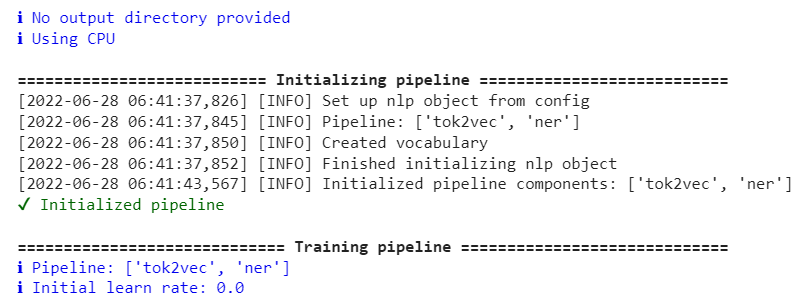 ℹ No output directory provided
ℹ Using CPU
=========================== Initializing pipeline ===========================
[2022-06-28 06:41:37,826] [INFO] Set up nlp object from config
[2022-06-28 06:41:37,845] [INFO] Pipeline: ['tok2vec', 'ner']
[2022-06-28 06:41:37,850] [INFO] Created vocabulary
[2022-06-28 06:41:37,852] [INFO] Finished initializing nlp object
[2022-06-28 06:41:43,567] [INFO] Initialized pipeline components: ['tok2vec', 'ner']
✔ Initialized pipeline
============================= Training pipeline =============================
ℹ Pipeline: ['tok2vec', 'ner']
ℹ Initial learn rate: 0.0